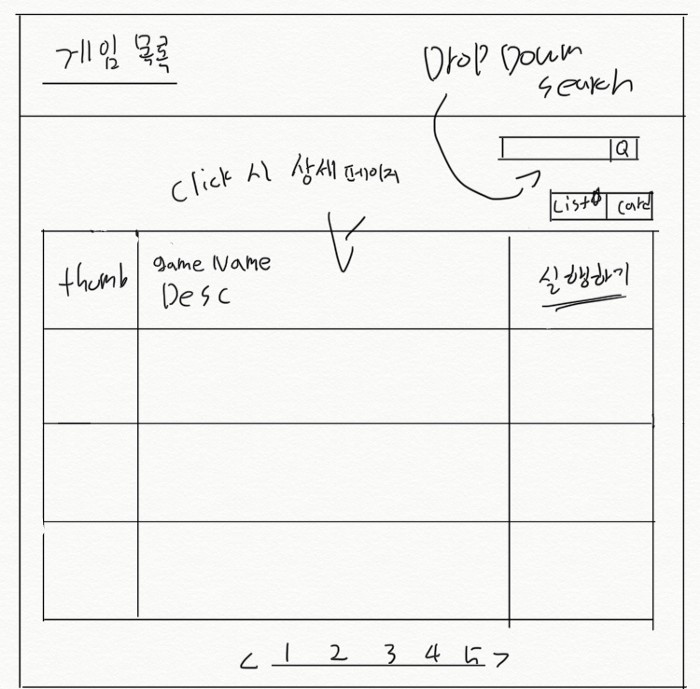 게임 목록
Drop Down
search
Q
Click 시 상세 페이지
List
Card
thumb
game Name
Desc
실행하기
< 1 2 3 4 5 >